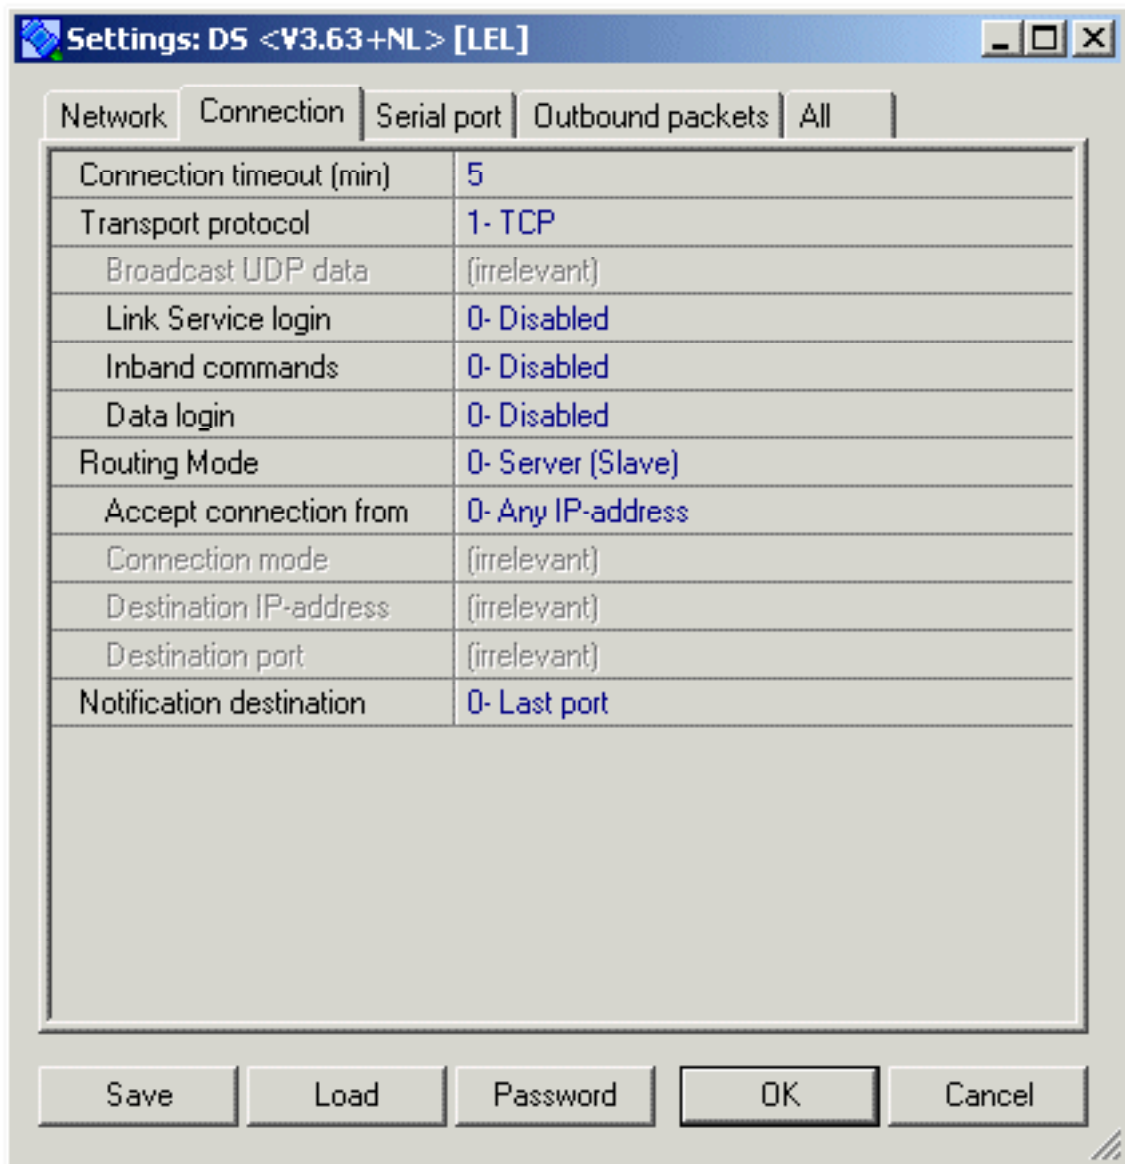 Settings: DS <V3.63+NL> [LEL]
Network Connection Serial port Outbound packets All
Connection timeout (min) 5
Transport protocol 1- TCP
Broadcast UDP data (irrelevant)
Link Service login 0- Disabled
Inband commands 0- Disabled
Data login 0- Disabled
Routing Mode 0- Server (Slave)
Accept connection from 0- Any IP-address
Connection mode (irrelevant)
Destination IP-address (irrelevant)
Destination port (irrelevant)
Notification destination 0- Last port
Save Load Password OK Cancel